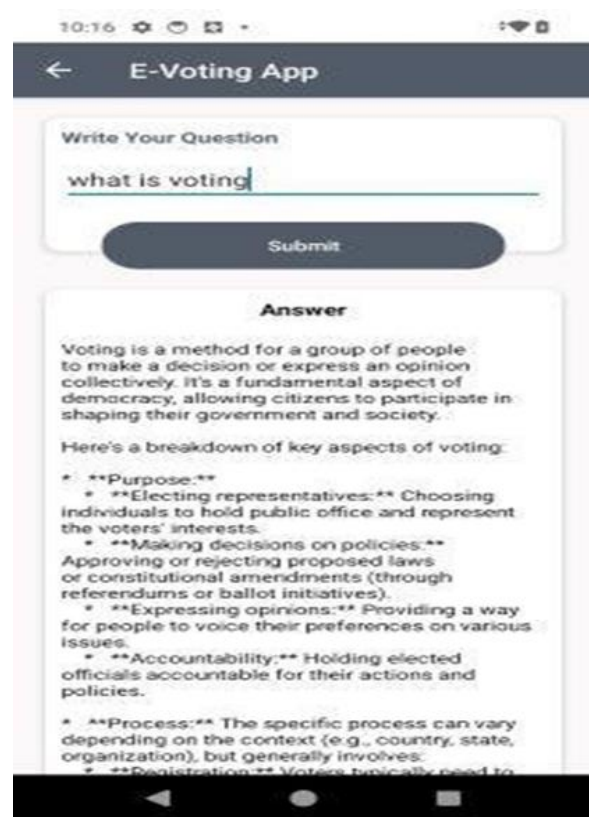 10:16
← E-Voting App
Write Your Question
what is voting
Submit
Answer
Voting is a method for a group of people
to make a decision or express an opinion
collectively. It's a fundamental aspect of
democracy, allowing citizens to participate in
shaping their government and society.
Here's a breakdown of key aspects of voting:
* **Purpose:**
* **Electing representatives:** Choosing
individuals to hold public office and represent
the voters' interests.
* **Making decisions on policies:**
Approving or rejecting proposed laws
or constitutional amendments (through
referendums or ballot initiatives).
* **Expressing opinions:** Providing a way
for people to voice their preferences on various
issues.
* **Accountability:** Holding elected
officials accountable for their actions and
policies.
* **Process:** The specific process can vary
depending on the context (e.g., country, state,
organization), but generally involves:
* **Registration:** Voters typically need to